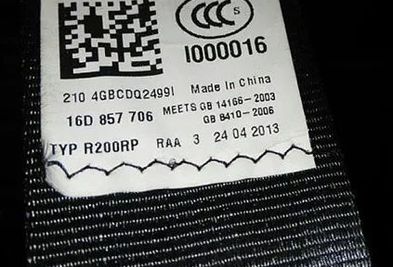 CCC S
I000016
210 4GBCDQ2499I Made in China
16D 857 706 MEETS GB 14166-2003
GB 8410-2006
TYP R200RP RAA 3 24 04 2013